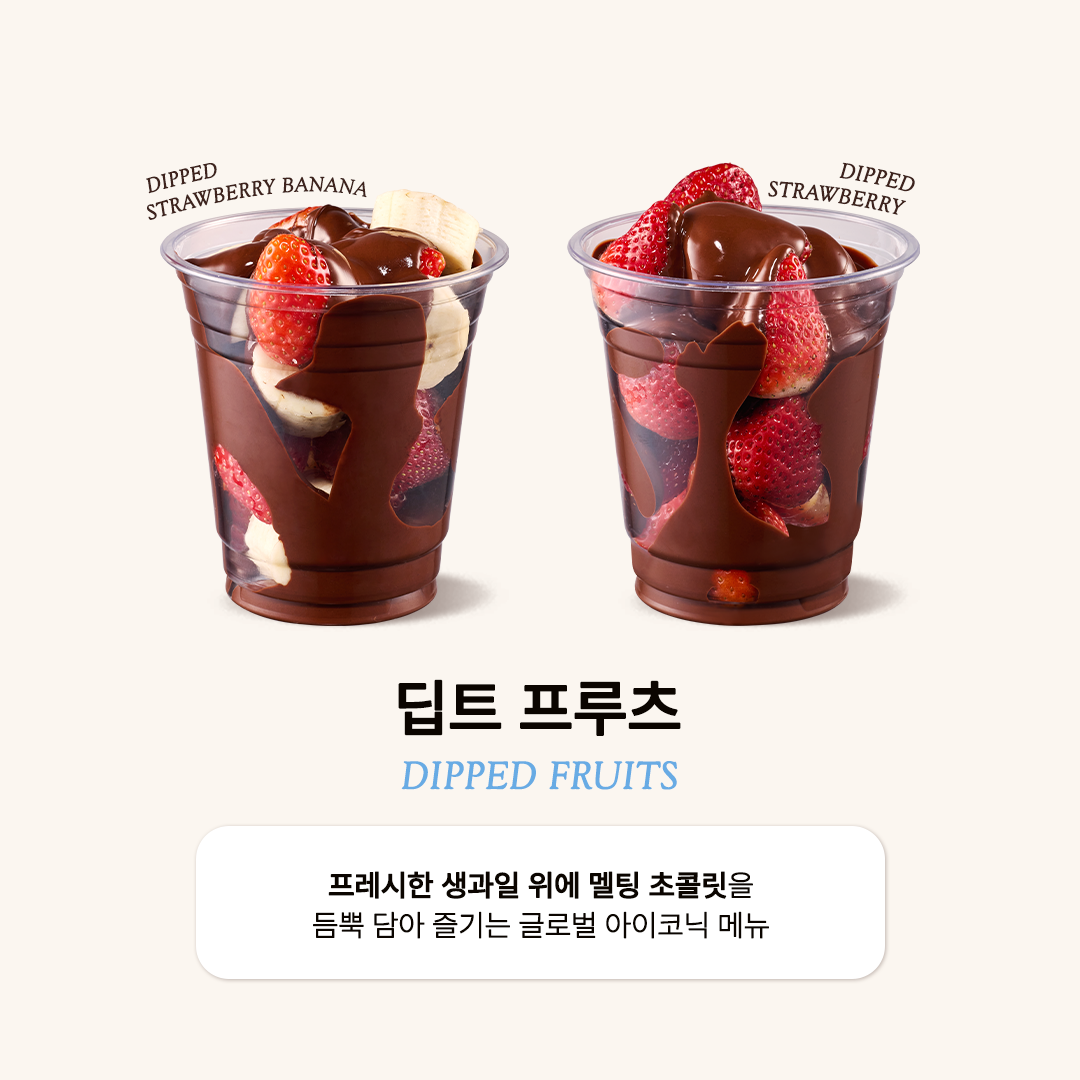 DIPPED
STRAWBERRY BANANA
DIPPED
STRAWBERRY
딥트 프루츠
DIPPED FRUITS
프레시한 생과일 위에 멜팅 초콜릿을
듬뿍 담아 즐기는 글로벌 아이코닉 메뉴